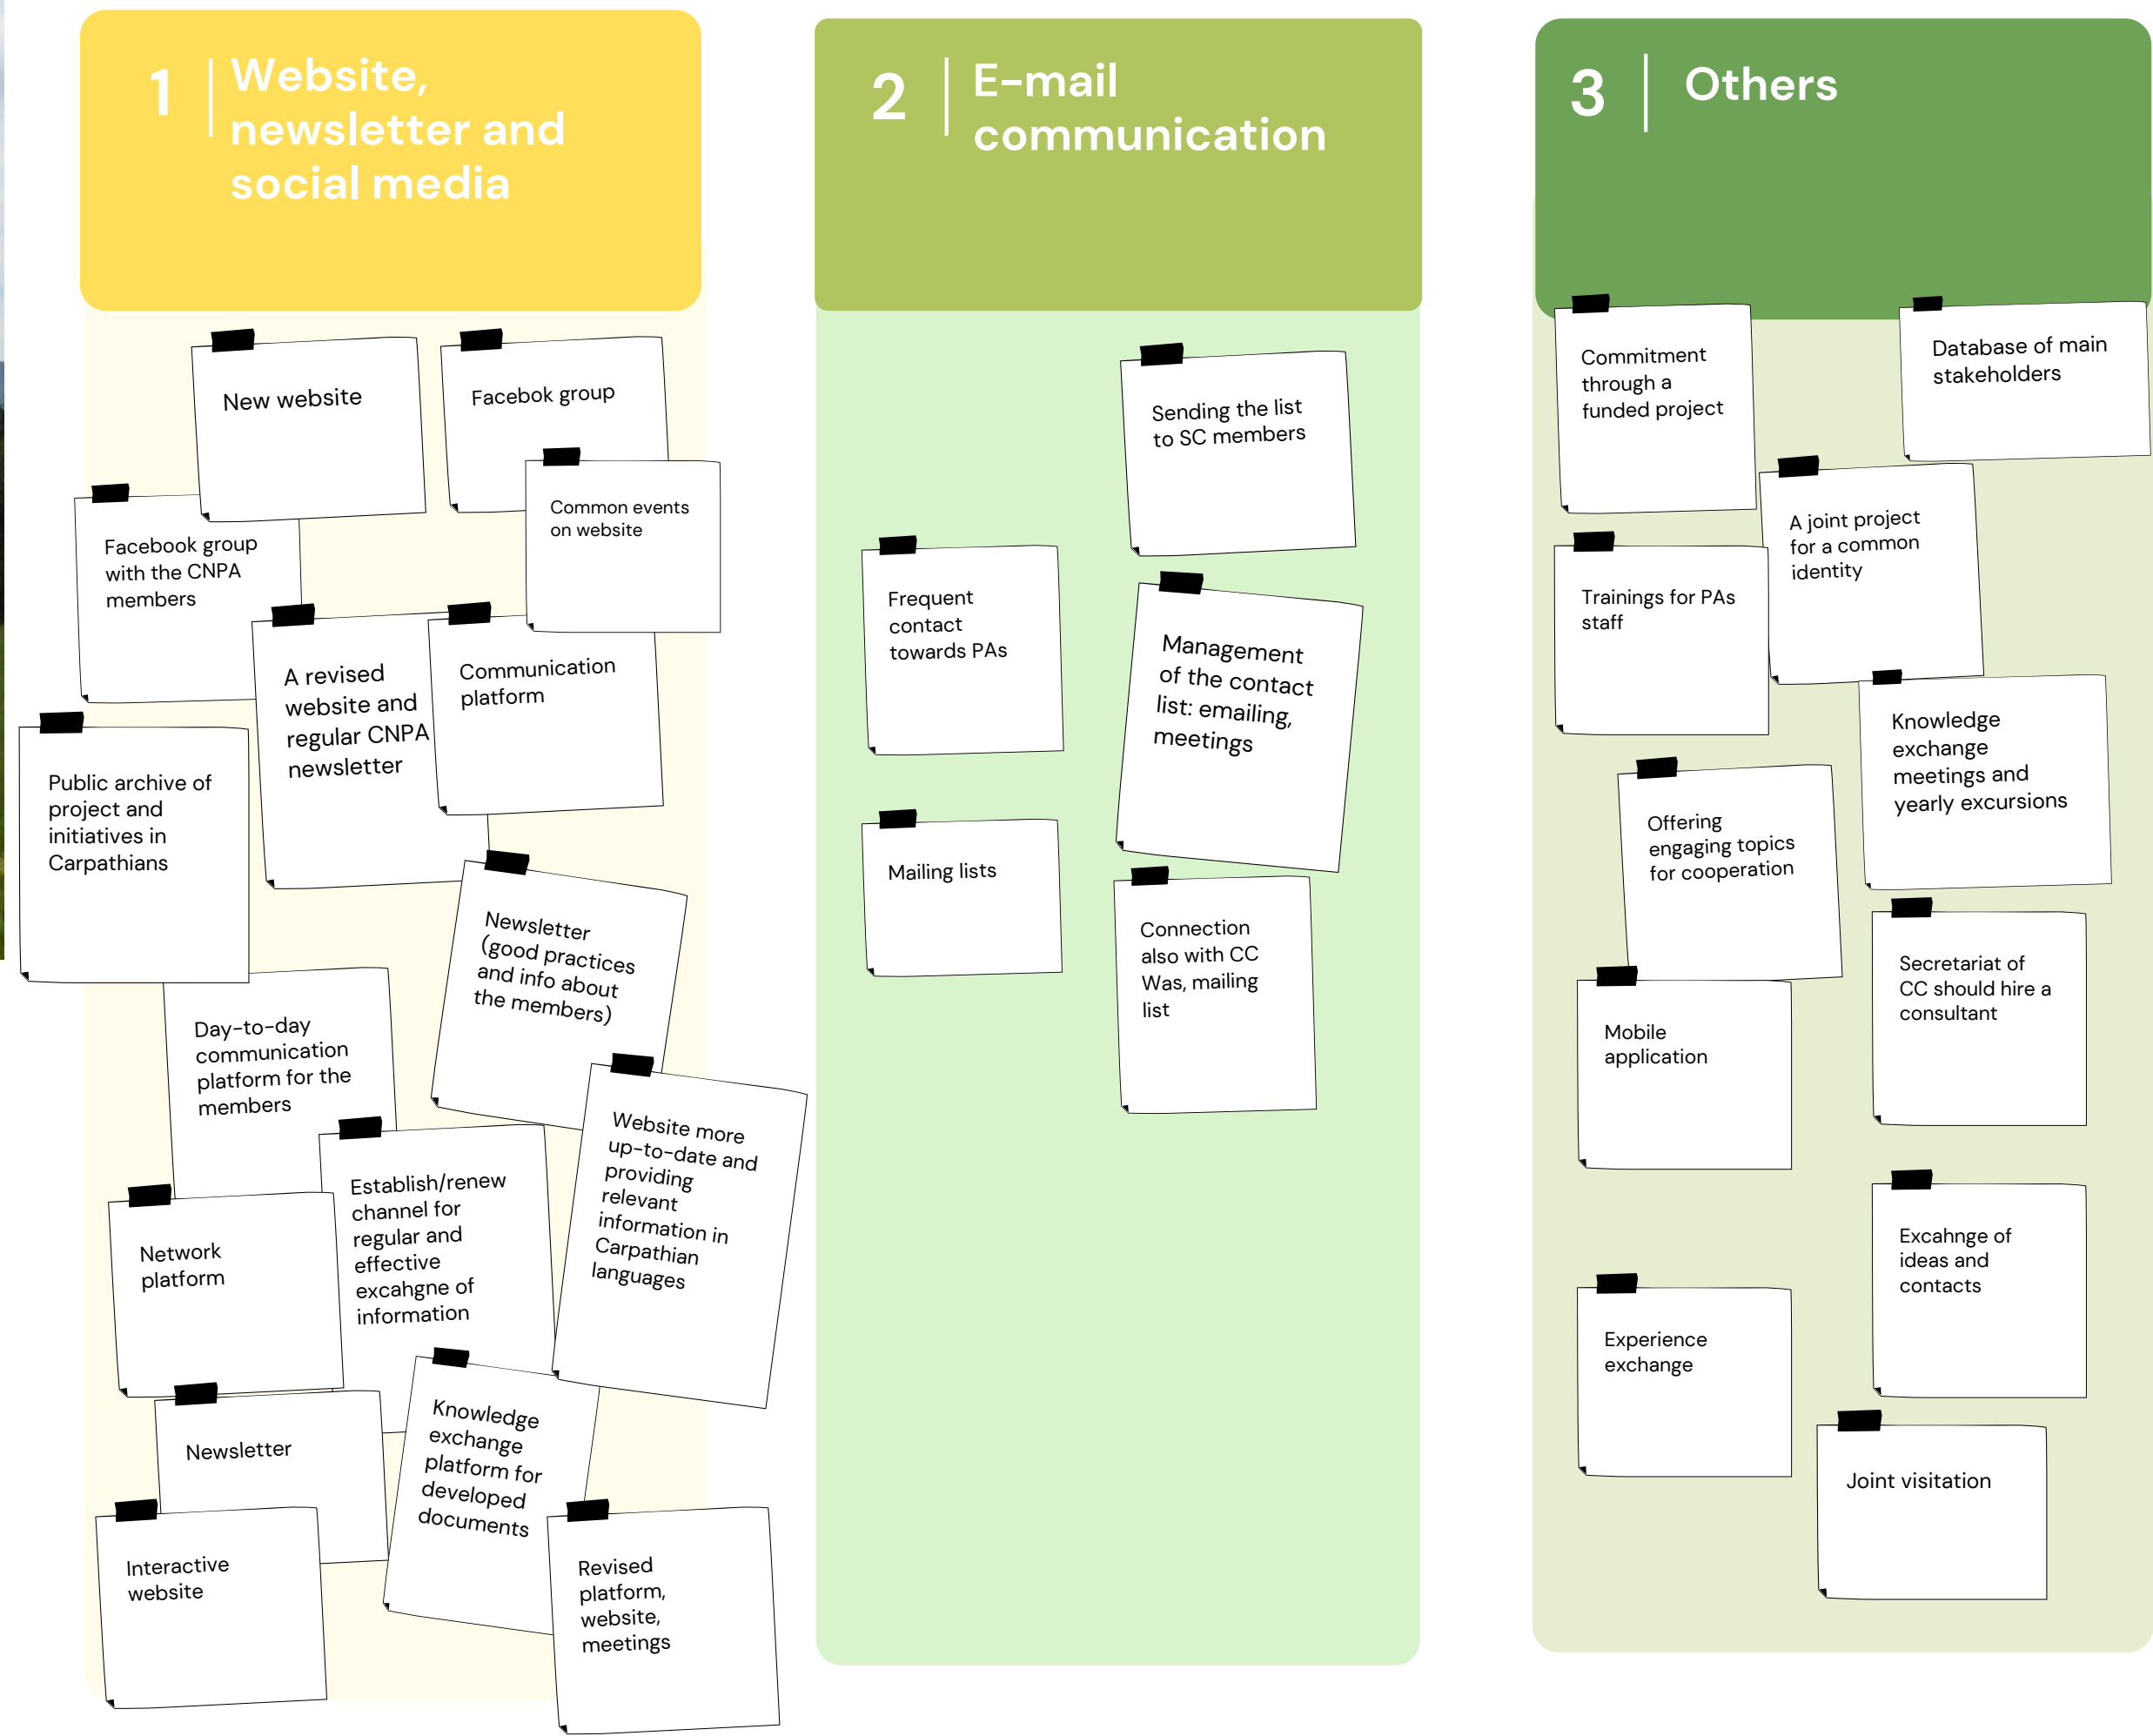 1
Website,
newsletter and
social media
New website
Facebok group
Common events
on website
Facebook group
with the CNPA
members
A revised
website and
regular CNPA
newsletter
Communication
platform
Public archive of
project and
initiatives in
Carpathians
Newsletter
(good practices
and info about
the members)
Day-to-day
communication
platform for the
members
Website more
up-to-date and
providing
relevant
information in
Carpathian
languages
Establish/renew
channel for
regular and
effective
excahgne of
information
Network
platform
Newsletter
Knowledge
exchange
platform for
developed
documents
Interactive
website
Revised
platform,
website,
meetings
2
E-mail
communication
Sending the list
to SC members
Frequent
contact
towards PAs
Management
of the contact
list: emailing,
meetings
Mailing lists
Connection
also with CC
Was, mailing
list
3
Others
Commitment
through a
funded project
Database of main
stakeholders
A joint project
for a common
identity
Trainings for PAs
staff
Knowledge
exchange
meetings and
yearly excursions
Offering
engaging topics
for cooperation
Secretariat of
CC should hire a
consultant
Mobile
application
Excahnge of
ideas and
contacts
Experience
exchange
Joint visitation